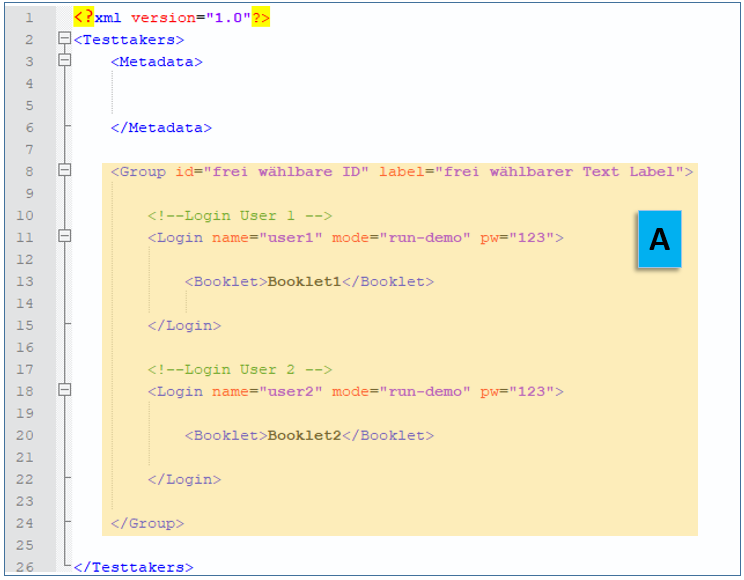 1 <?xml version="1.0"?>
2 <Testtakers>
3 <Metadata>
4
5
6 </Metadata>
7
8 <Group id="frei wählbare ID" label="frei wählbarer Text Label">
9
10 <!--Login User 1 -->
11 <Login name="user1" mode="run-demo" pw="123">
A
12
13 <Booklet>Booklet1</Booklet>
14
15 </Login>
16
17 <!--Login User 2 -->
18 <Login name="user2" mode="run-demo" pw="123">
19
20 <Booklet>Booklet2</Booklet>
21
22 </Login>
23
24 </Group>
25
26 </Testtakers>